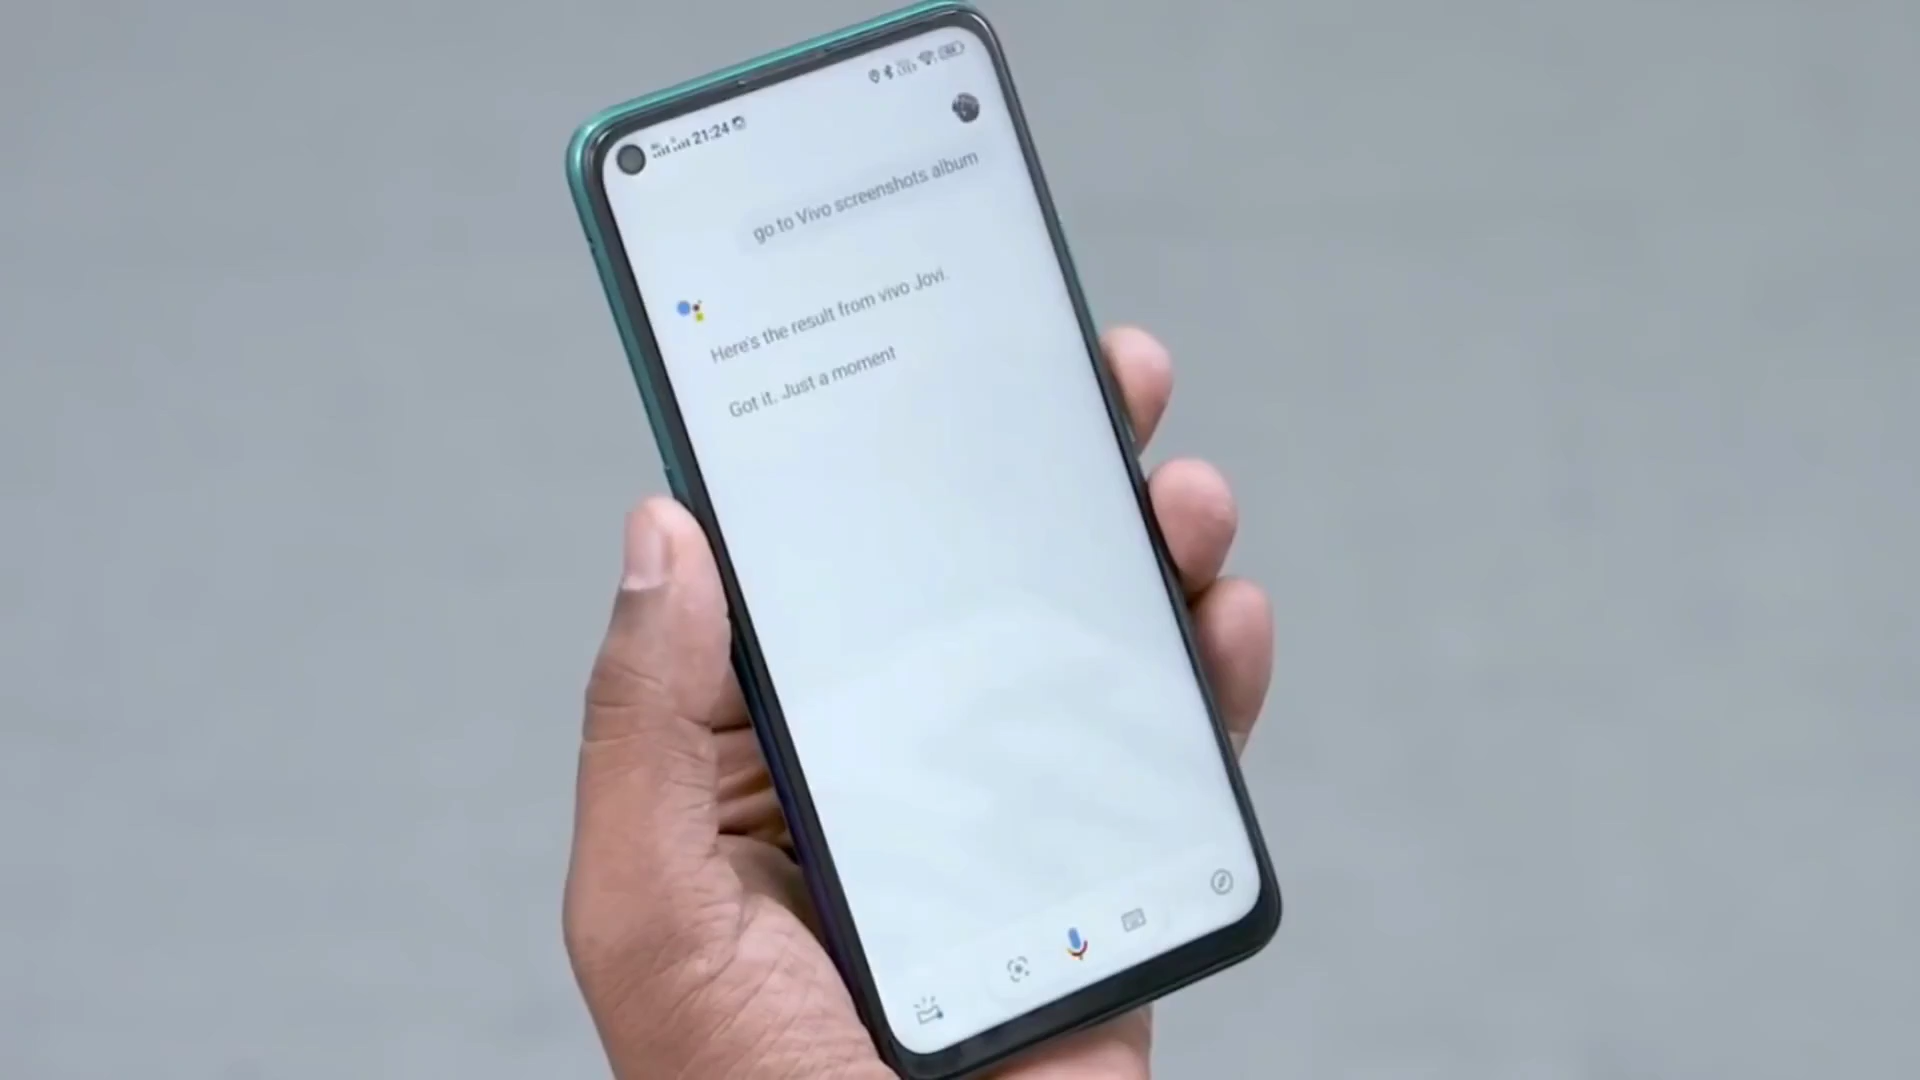 21:24
go to Vivo screenshots album
Here's the result from vivo Jovi.
Got it. Just a moment